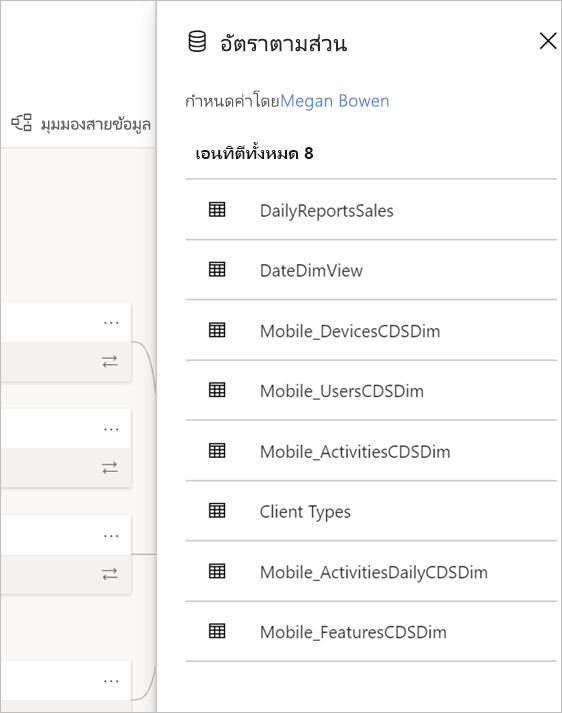 อัตราตามส่วน
กำหนดค่าโดยMegan Bowen
มุมมองสายข้อมูล
เอนทิตีทั้งหมด 8
DailyReportsSales
DateDimView
Mobile_DevicesCDSDim
Mobile_UsersCDSDim
Mobile_ActivitiesCDSDim
Client Types
Mobile_ActivitiesDailyCDSDim
Mobile_FeaturesCDSDim